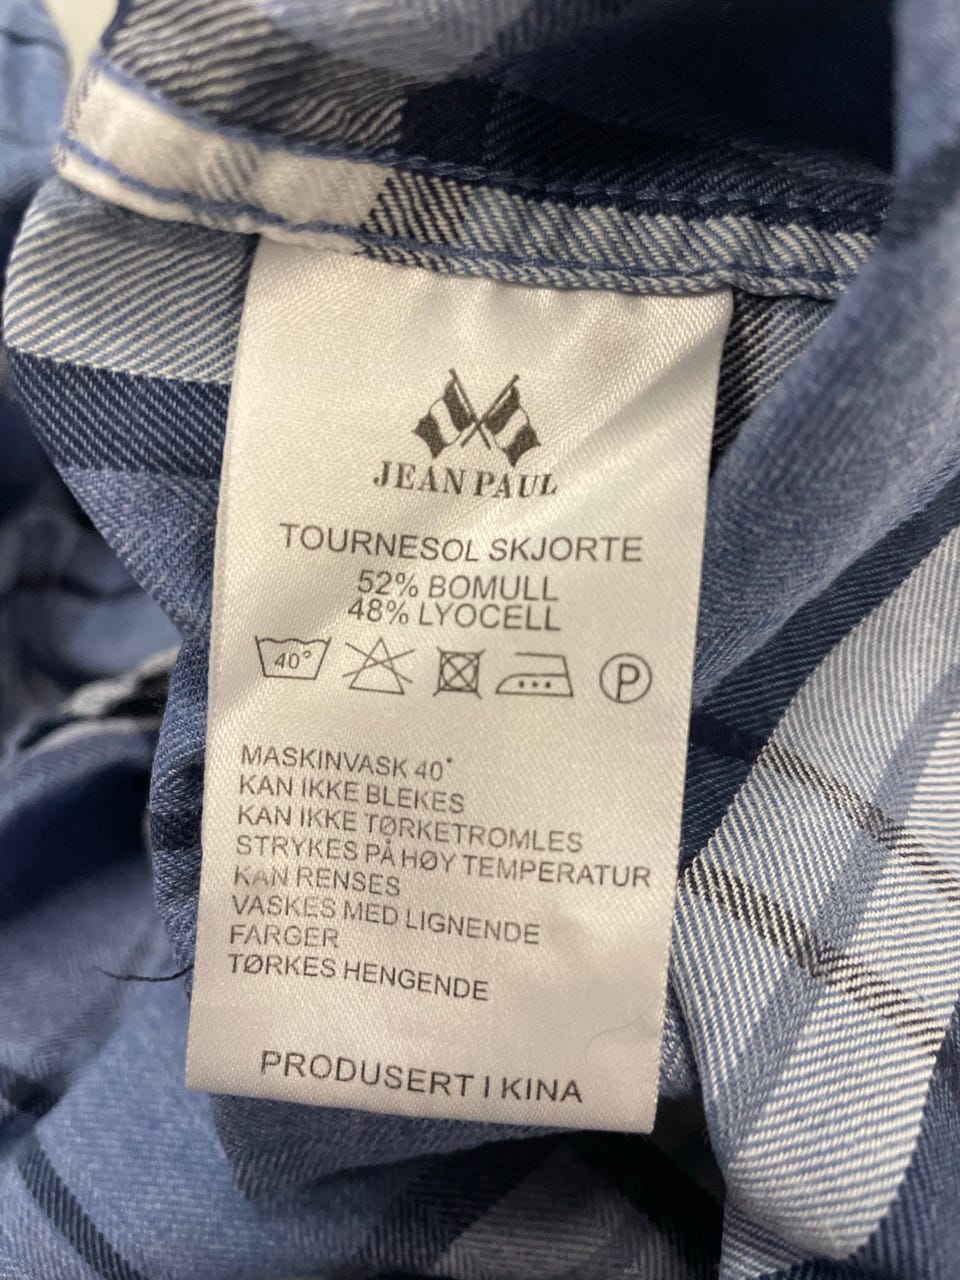 JEAN PAUL
TOURNESOL SKJORTE
52% BOMULL
48% LYOCELL
40° P
MASKINVASK 40°
KAN IKKE BLEKES
KAN IKKE TØRKETROMLES
STRYKES PÅ HØY TEMPERATUR
KAN RENSES
VASKES MED LIGNENDE
FARGER
TØRKES HENGENDE
PRODUSERT I KINA